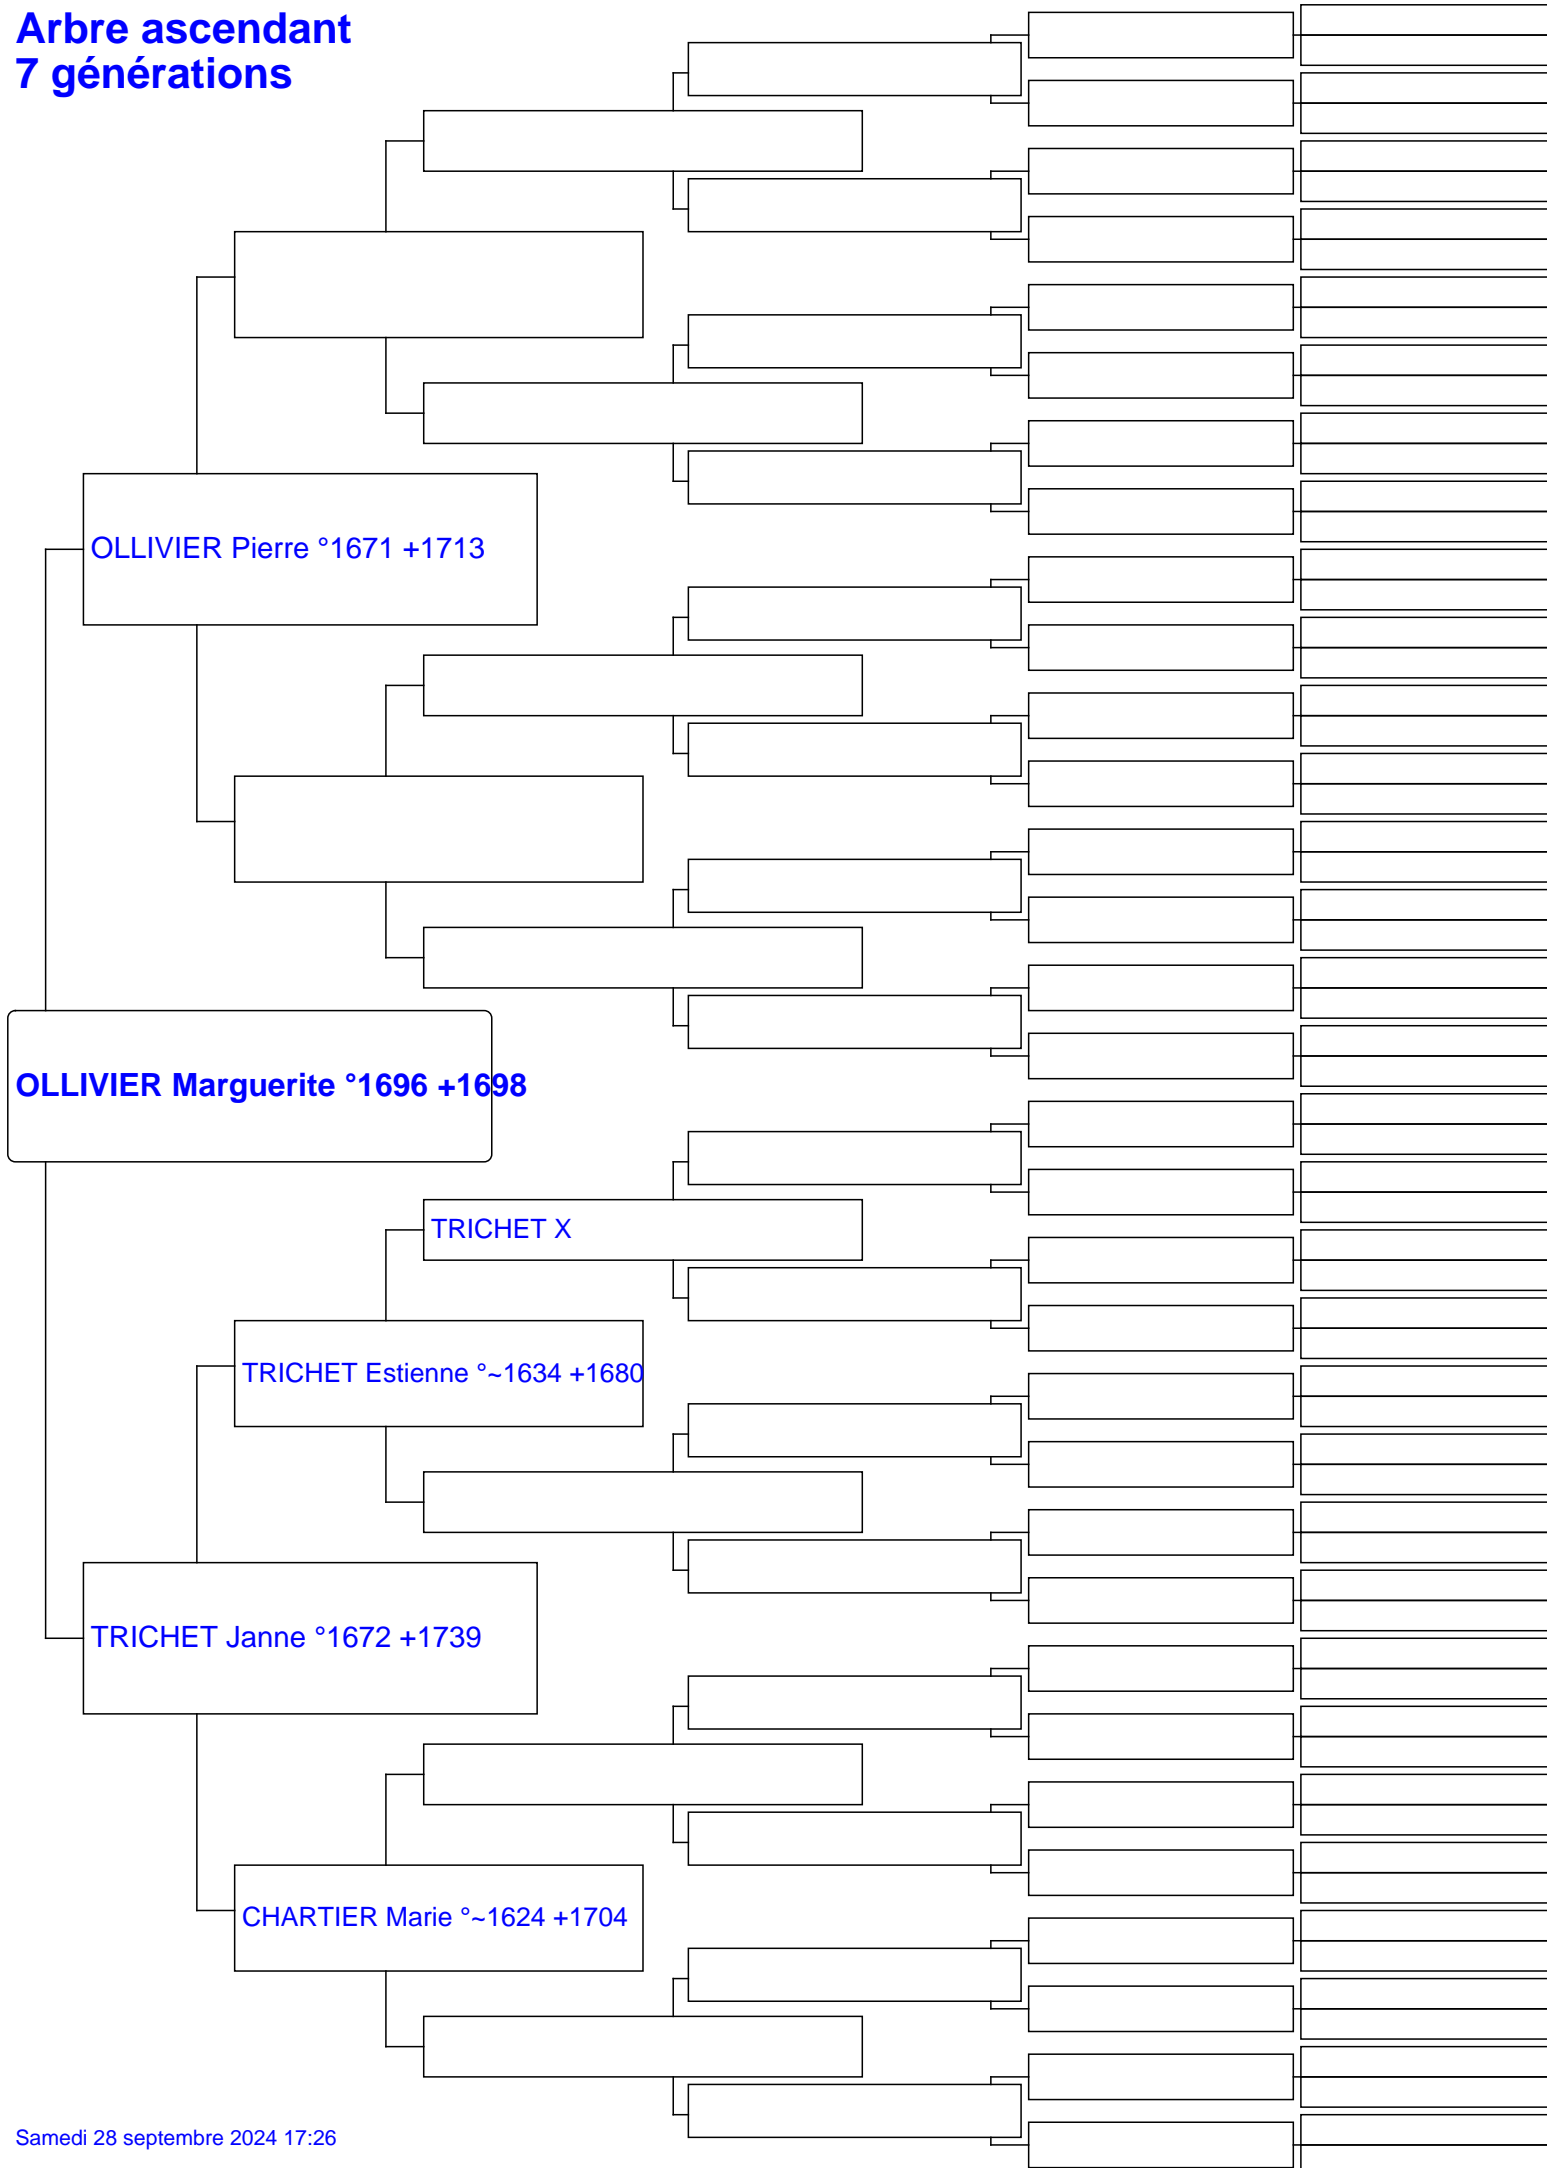 Arbre ascendant
7 générations
OLLIVIER Pierre °1671 +1713
OLLIVIER Marguerite °1696 +1698
TRICHET X
TRICHET Estienne °~1634 +1680
TRICHET Janne °1672 +1739
CHARTIER Marie °~1624 +1704
Samedi 28 septembre 2024 17:26